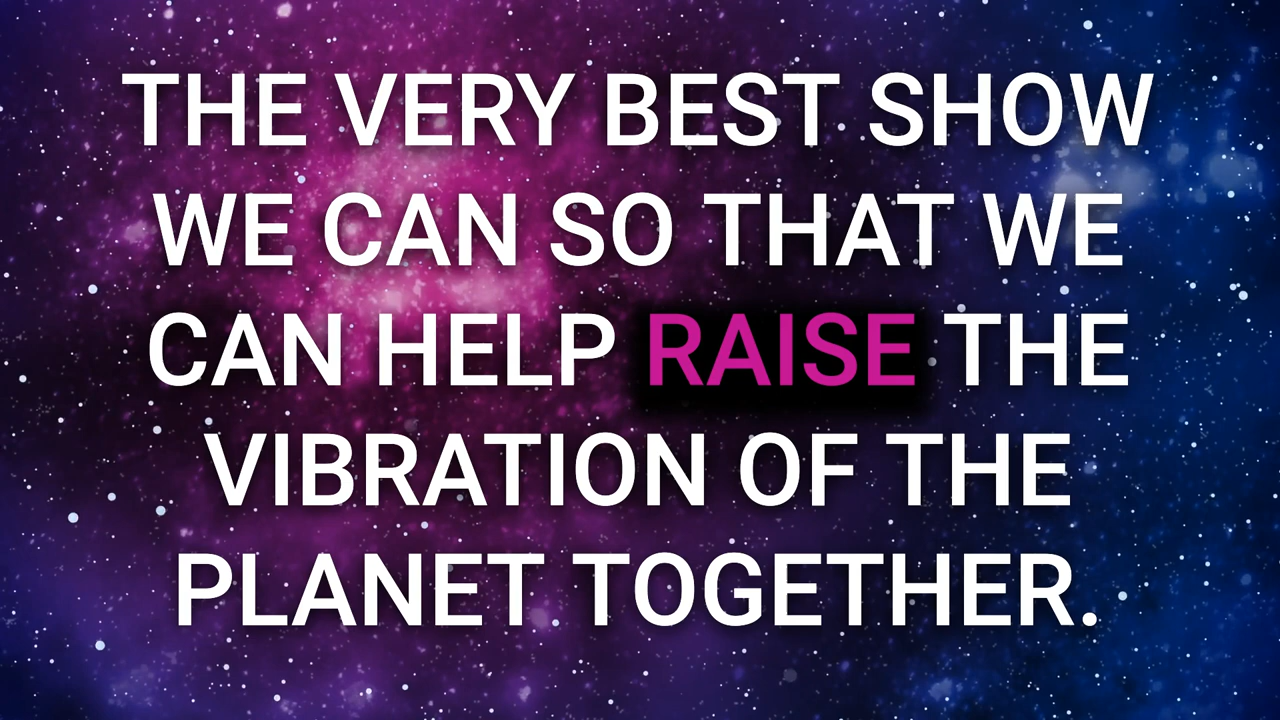 THE VERY BEST SHOW
WE CAN SO THAT WE
CAN HELP RAISE THE
VIBRATION OF THE
PLANET TOGETHER.